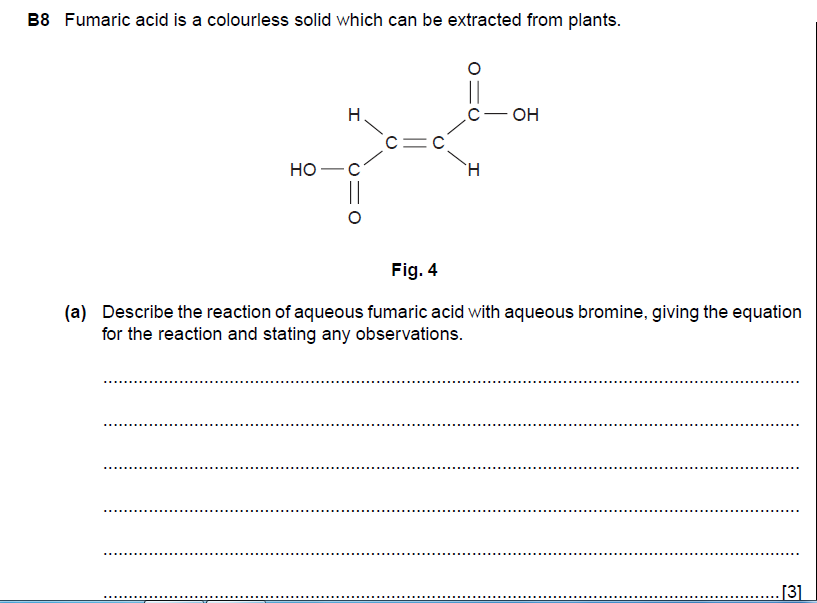 B8 Fumaric acid is a colourless solid which can be extracted from plants.
O
H C OH
C C
HO C H
O
Fig. 4
(a) Describe the reaction of aqueous fumaric acid with aqueous bromine, giving the equation
for the reaction and stating any observations.
[3]